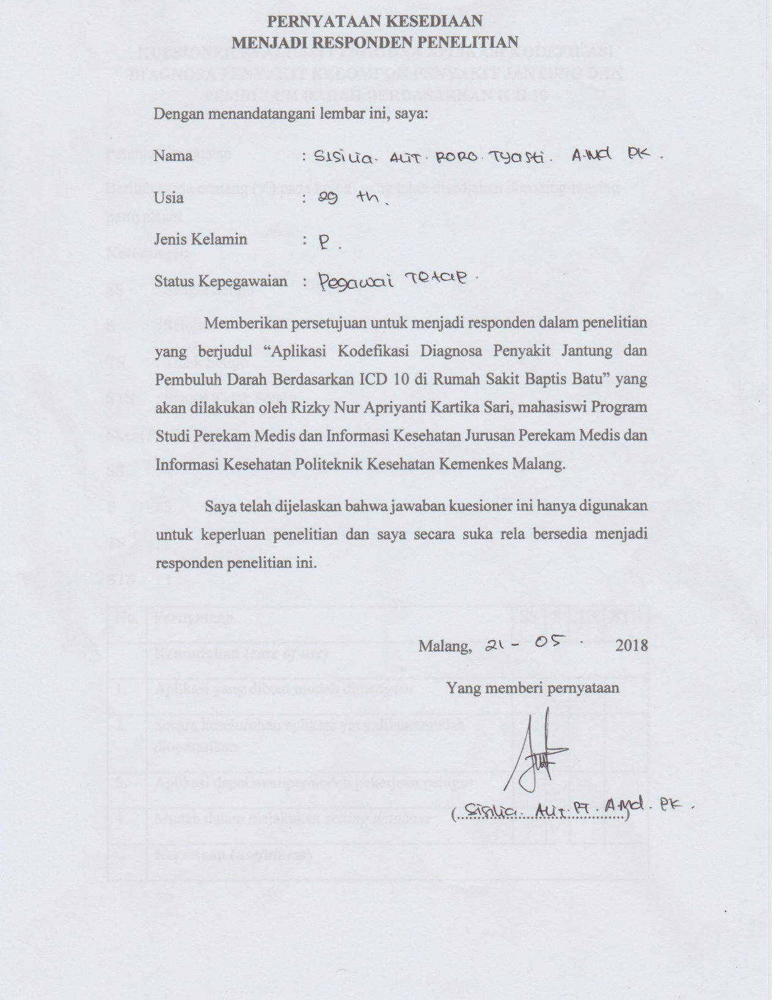 PERNYATAAN KESEDIAAN
MENJADI RESPONDEN PENELITIAN
Dengan menandatangani lembar ini, saya:
Nama : Sisilia. Alit. Roro. Tyasti. A.Md PK.
Usia : 29 th.
Jenis Kelamin : P.
Status Kepegawaian : Pegawai Tetap.
Memberikan persetujuan untuk menjadi responden dalam penelitian
yang berjudul “Aplikasi Kodefikasi Diagnosa Penyakit Jantung dan
Pembuluh Darah Berdasarkan ICD 10 di Rumah Sakit Baptis Batu” yang
akan dilakukan oleh Rizky Nur Apriyanti Kartika Sari, mahasiswi Program
Studi Perekam Medis dan Informasi Kesehatan Jurusan Perekam Medis dan
Informasi Kesehatan Politeknik Kesehatan Kemenkes Malang.
Saya telah dijelaskan bahwa jawaban kuesioner ini hanya digunakan
untuk keperluan penelitian dan saya secara suka rela bersedia menjadi
responden penelitian ini.
Malang, 21 - 05 . 2018
Yang memberi pernyataan
(Sisilia. Alit. RT. A.Md. PK.)